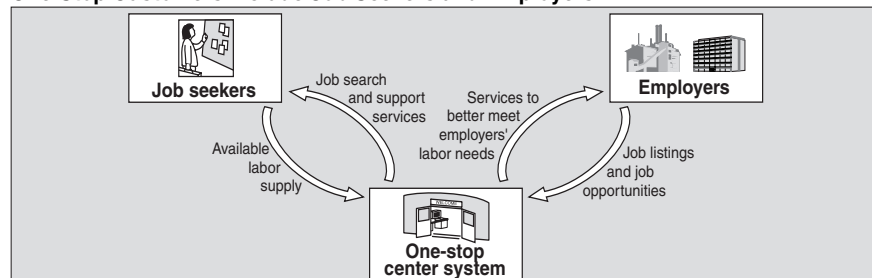 Job seekers
Employers
Job search
and support
services
Services to
better meet
employers'
labor needs
Available
labor
supply
Job listings
and job
opportunities
WELCOME
One-stop
center system